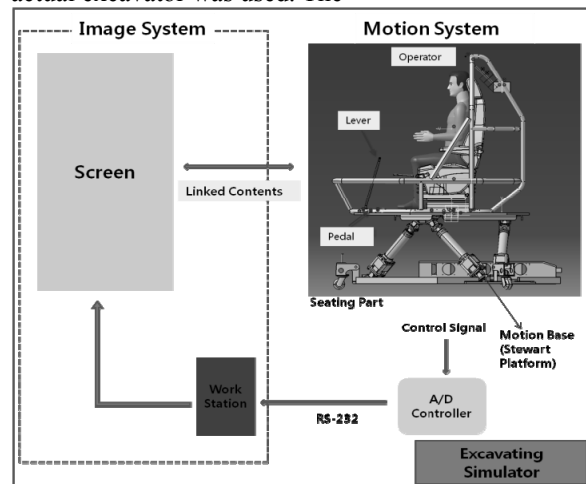 actual excavator was used. The
Image System
Motion System
Operator
Lever
Screen
Linked Contents
Pedal
Seating Part
Control Signal
Motion Base
(Stewart
Platform)
Work
Station
RS-232
A/D
Controller
Excavating
Simulator